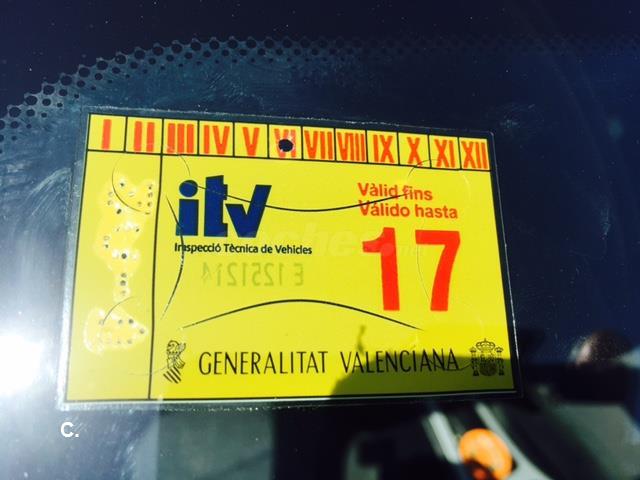 I II III IV V VI VII VIII IX X XI XII
itv
Inspecció Tècnica de Vehicles
Vàlid fins
Válido hasta
17
E 1251214
GENERALITAT VALENCIANA
C.